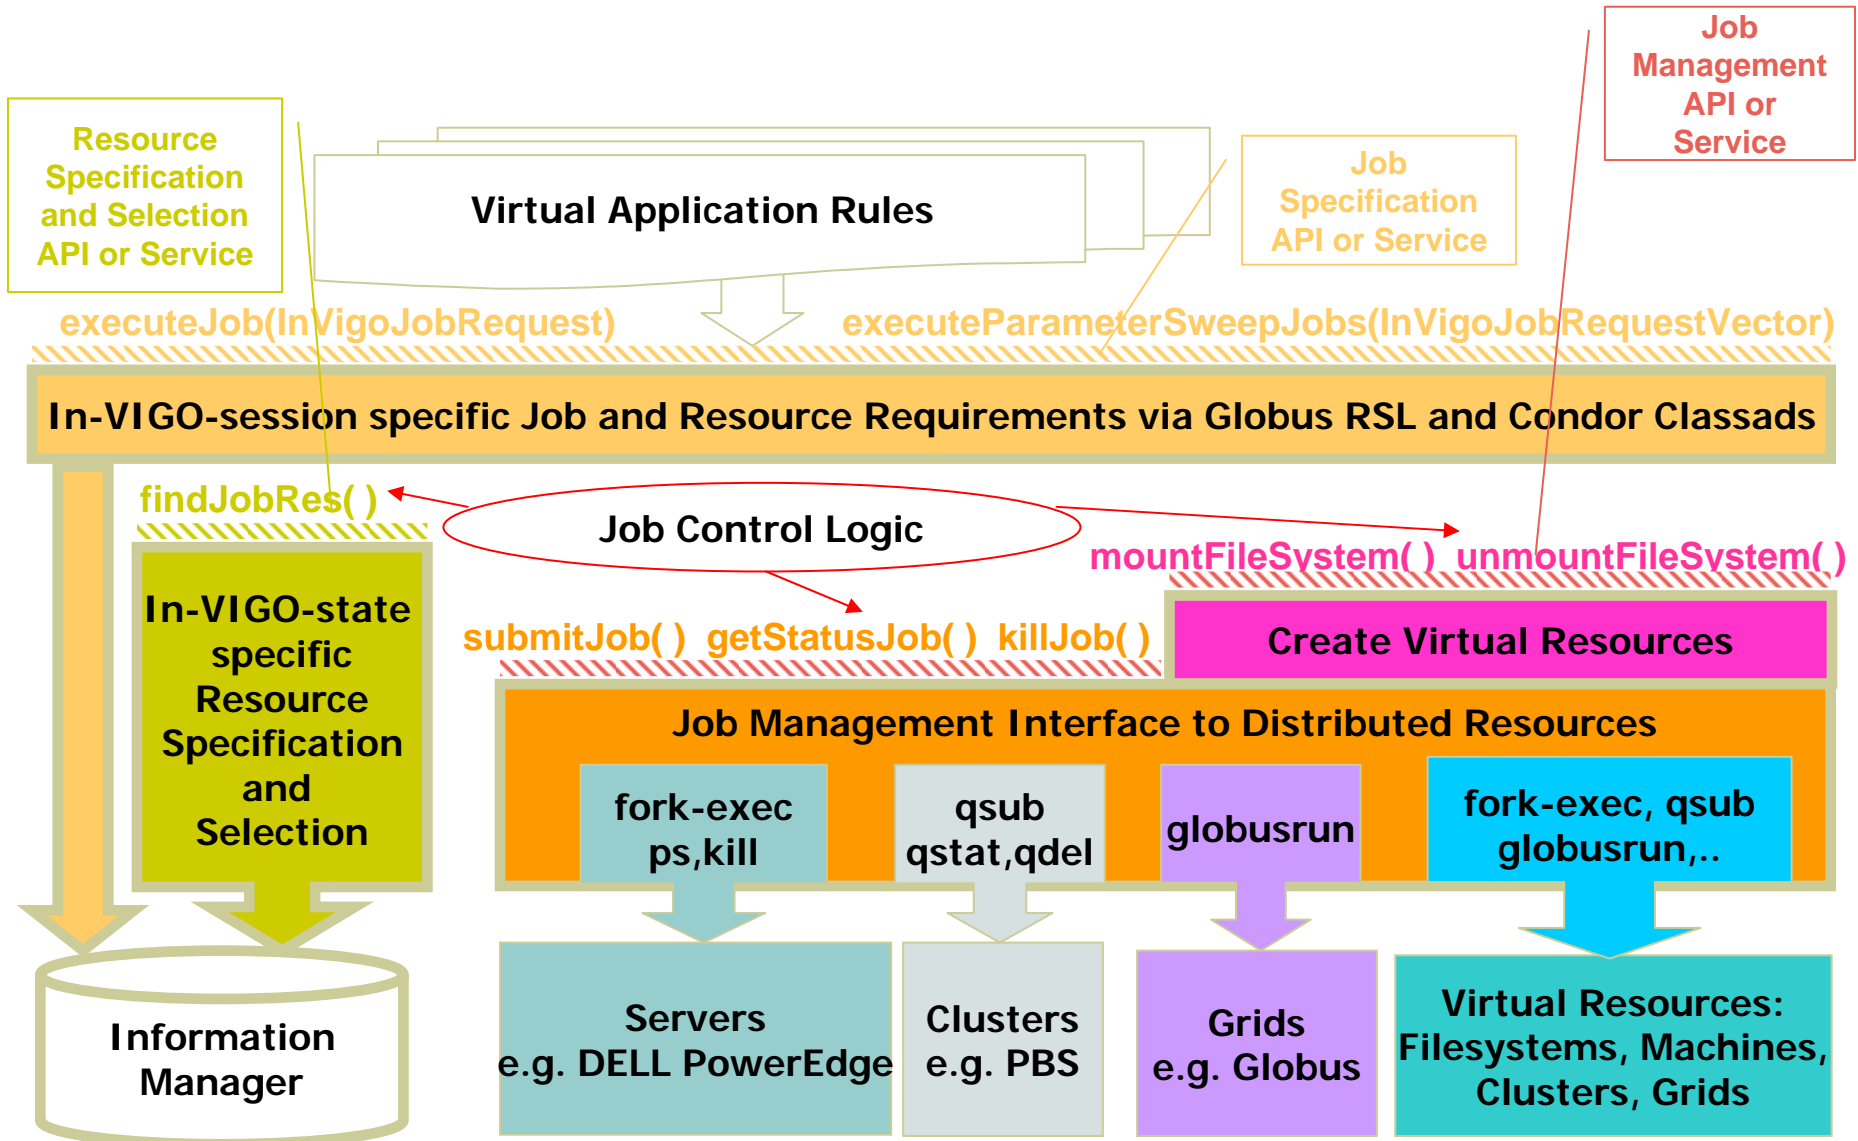 Job
Management
API or
Service
Resource
Specification
and Selection
API or Service
Virtual Application Rules
Job
Specification
API or Service
executeJob(InVigoJobRequest)
executeParameterSweepJobs(InVigoJobRequestVector)
In-VIGO-session specific Job and Resource Requirements via Globus RSL and Condor Classads
findJobRes( )
Job Control Logic
mountFileSystem( ) unmountFileSystem( )
In-VIGO-state
specific
Resource
Specification
and
Selection
submitJob( ) getStatusJob( ) killJob( )
Create Virtual Resources
Job Management Interface to Distributed Resources
fork-exec
ps,kill
qsub
qstat,qdel
globusrun
fork-exec, qsub
globusrun,..
Information
Manager
Servers
e.g. DELL PowerEdge
Clusters
e.g. PBS
Grids
e.g. Globus
Virtual Resources:
Filesystems, Machines,
Clusters, Grids